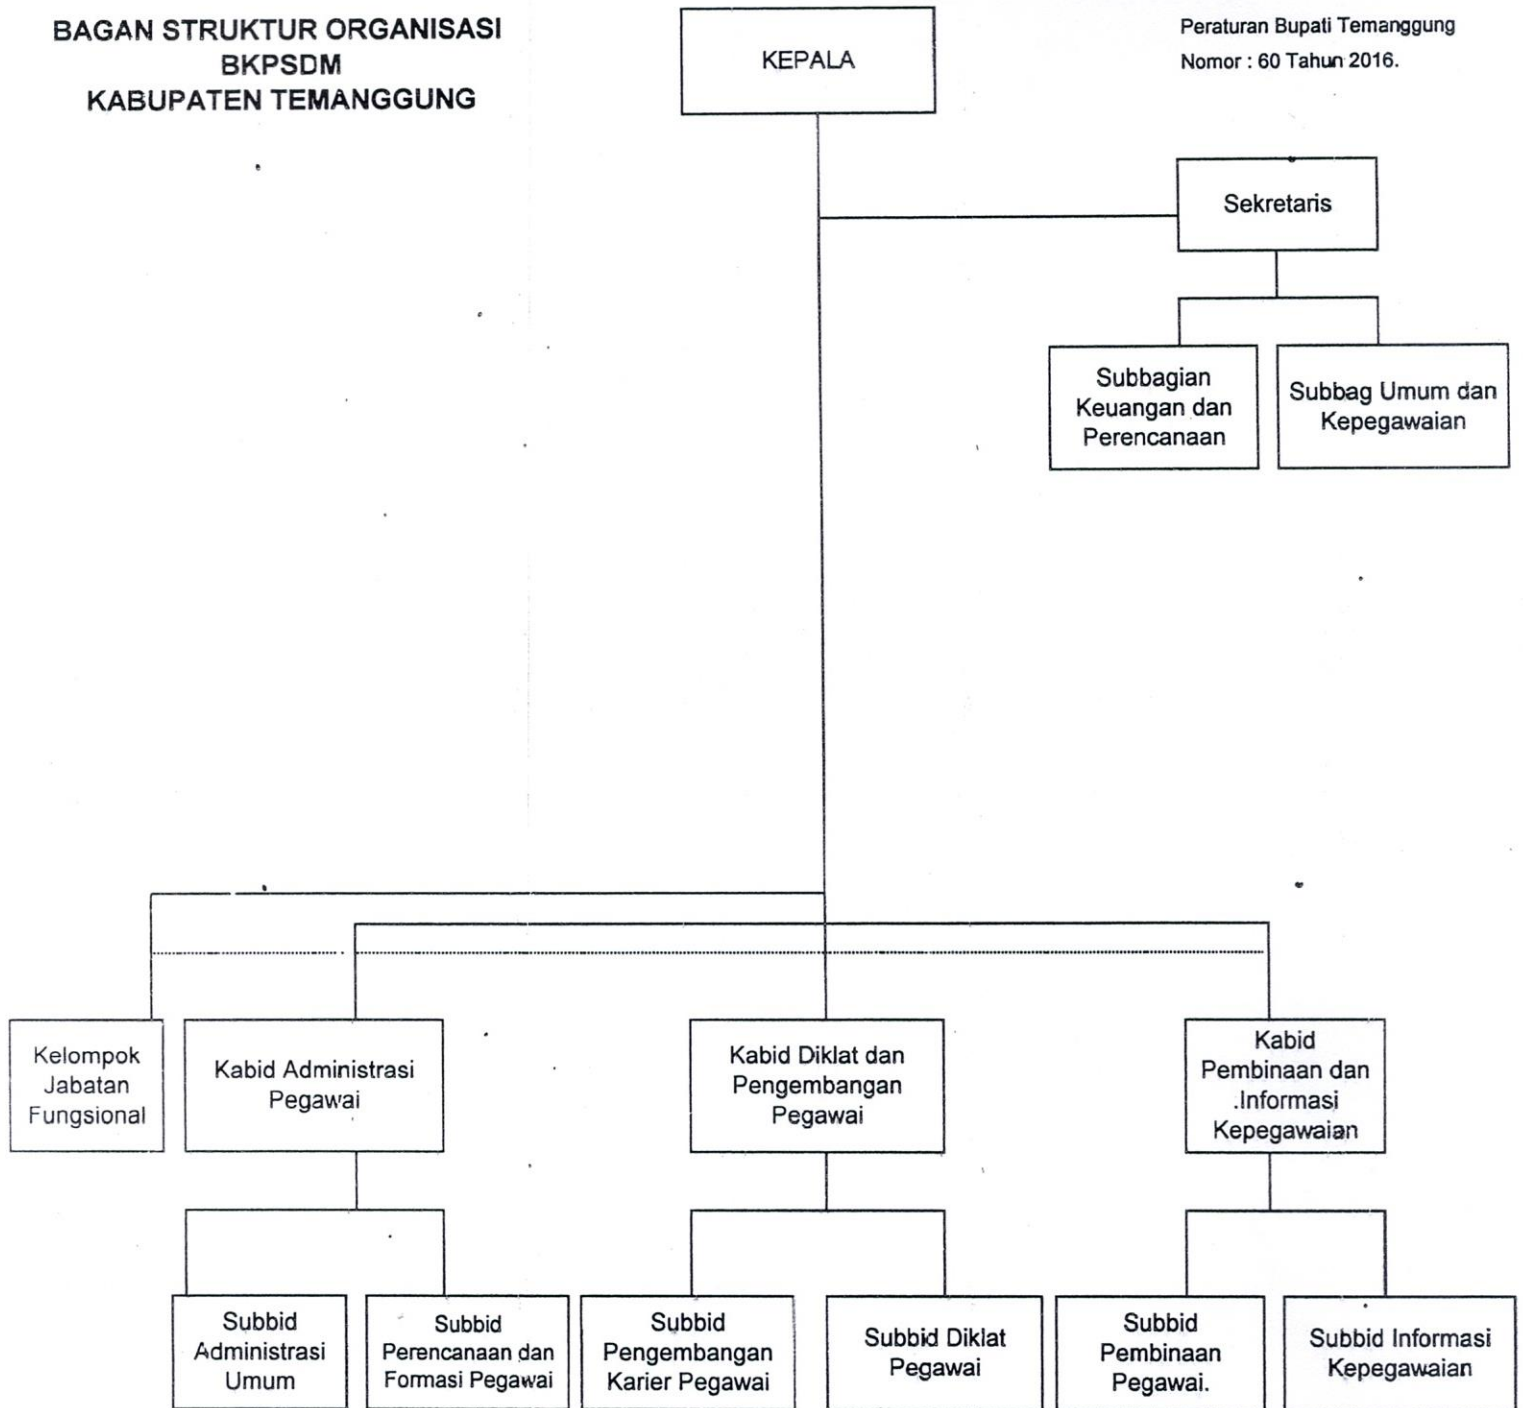 BAGAN STRUKTUR ORGANISASI
BKPSDM
KABUPATEN TEMANGGUNG
KEPALA
Peraturan Bupati Temanggung
Nomor : 60 Tahun 2016.
Sekretaris
Subbagian
Keuangan dan
Perencanaan
Subbag Umum dan
Kepegawaian
Kelompok
Jabatan
Fungsional
Kabid Administrasi
Pegawai
Kabid Diklat dan
Pengembangan
Pegawai
Kabid
Pembinaan dan
.Informasi
Kepegawaian
Subbid
Administrasi
Umum
Subbid
Perencanaan dan
Formasi Pegawai
Subbid
Pengembangan
Karier Pegawai
Subbid Diklat
Pegawai
Subbid
Pembinaan
Pegawai.
Subbid Informasi
Kepegawaian